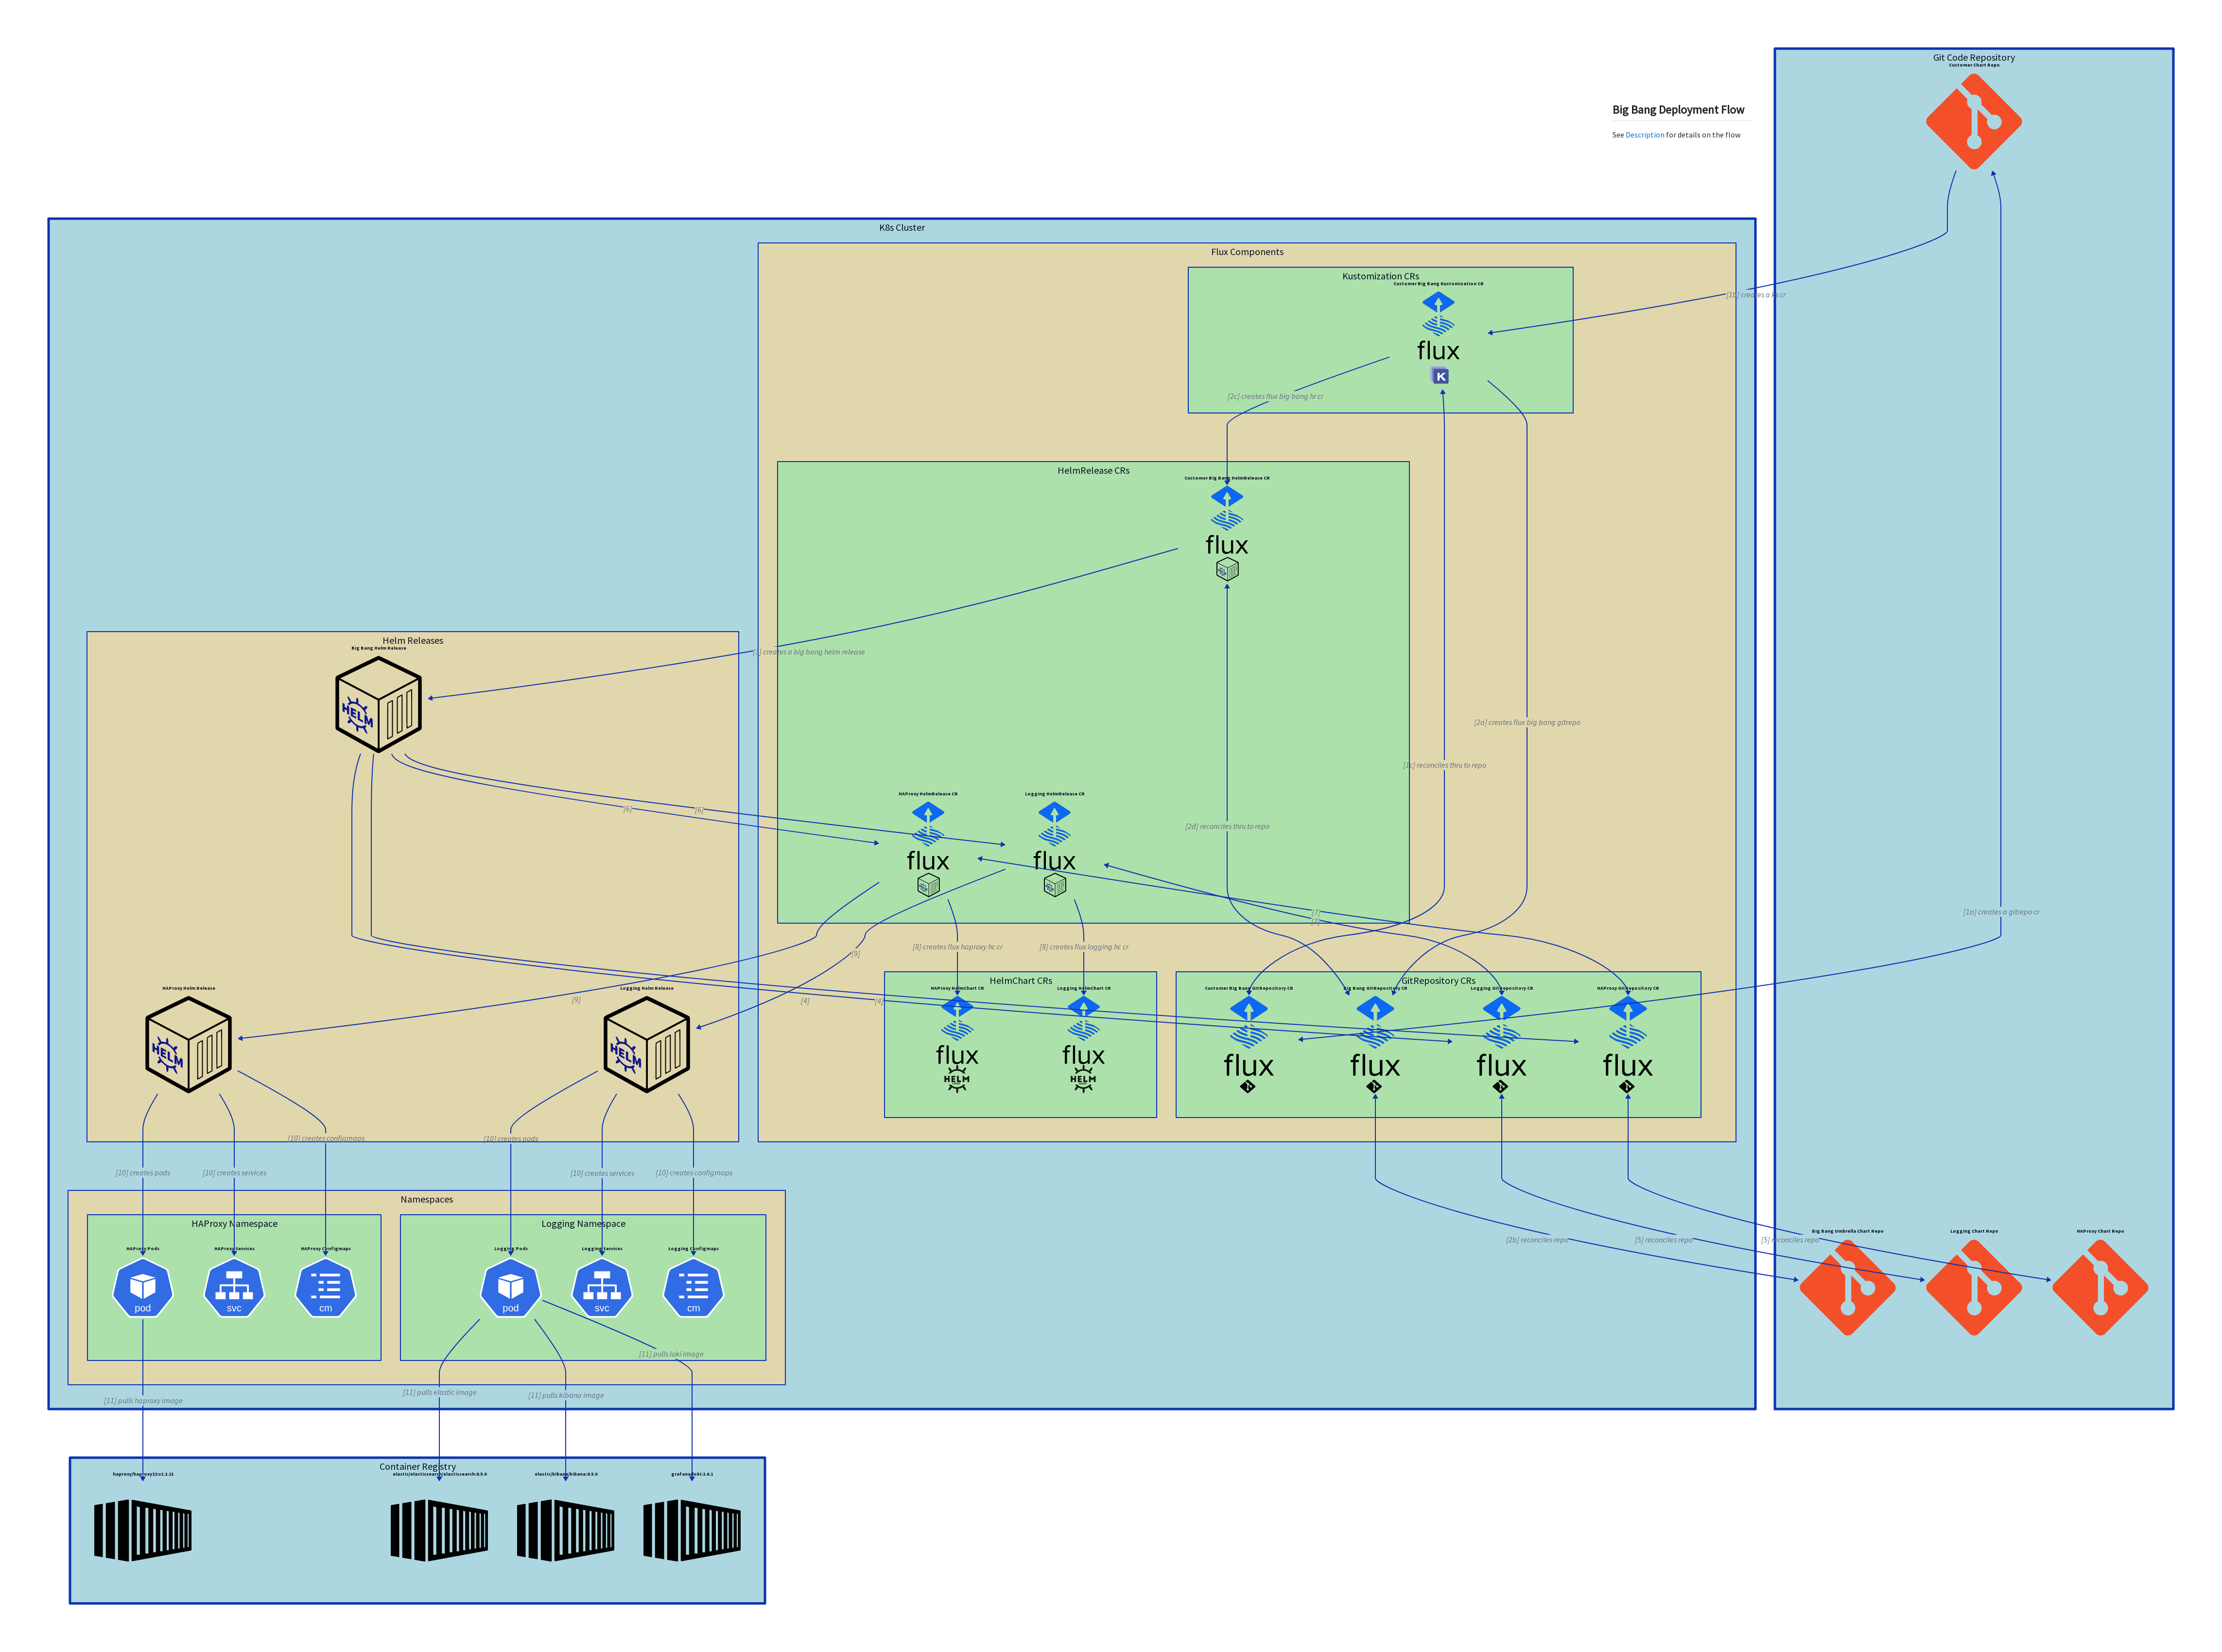 Git Code Repository
Customer Chart Repo
Big Bang Deployment Flow
See Description for details on the flow
K8s Cluster
Flux Components
Kustomization CRs
Customer Big Bang Kustomization CR
flux
K
[1b] creates a ks cr
[2c] creates flux big bang hr cr
HelmRelease CRs
Customer Big Bang HelmRelease CR
flux
Helm Releases
Big Bang Helm Release
HELM
[3] creates a big bang helm release
[2a] creates flux big bang gitrepo
[1c] reconciles thru to repo
HAProxy HelmRelease CR
Logging HelmRelease CR
[6]
[6]
[2d] reconciles thru to repo
flux
flux
[7]
[7]
[1a] creates a gitrepo cr
[8] creates flux haproxy hc cr
[8] creates flux logging hc cr
[9]
HelmChart CRs
GitRepository CRs
HAProxy Helm Release
Logging Helm Release
HAProxy HelmChart CR
Logging HelmChart CR
Customer Big Bang GitRepository CR
Big Bang GitRepository CR
Logging GitRepository CR
HAProxy GitRepository CR
[9]
[4]
[4]
HELM
HELM
flux
flux
flux
flux
flux
flux
HELM
HELM
[10] creates configmaps
[10] creates pods
[10] creates pods
[10] creates services
[10] creates services
[10] creates configmaps
Namespaces
HAProxy Namespace
Logging Namespace
HAProxy Pods
HAProxy Services
HAProxy Configmaps
Logging Pods
Logging Services
Logging Configmaps
pod
svc
cm
pod
svc
cm
Big Bang Umbrella Chart Repo
Logging Chart Repo
HAProxy Chart Repo
[2b] reconciles repo
[5] reconciles repo
[5] reconciles repo
[11] pulls loki image
[11] pulls haproxy image
[11] pulls elastic image
[11] pulls kibana image
Container Registry
haproxy/haproxy22:v2.2.21
elastic/elasticsearch/elasticsearch:8.5.0
elastic/kibana/kibana:8.5.0
grafana/loki:2.6.1